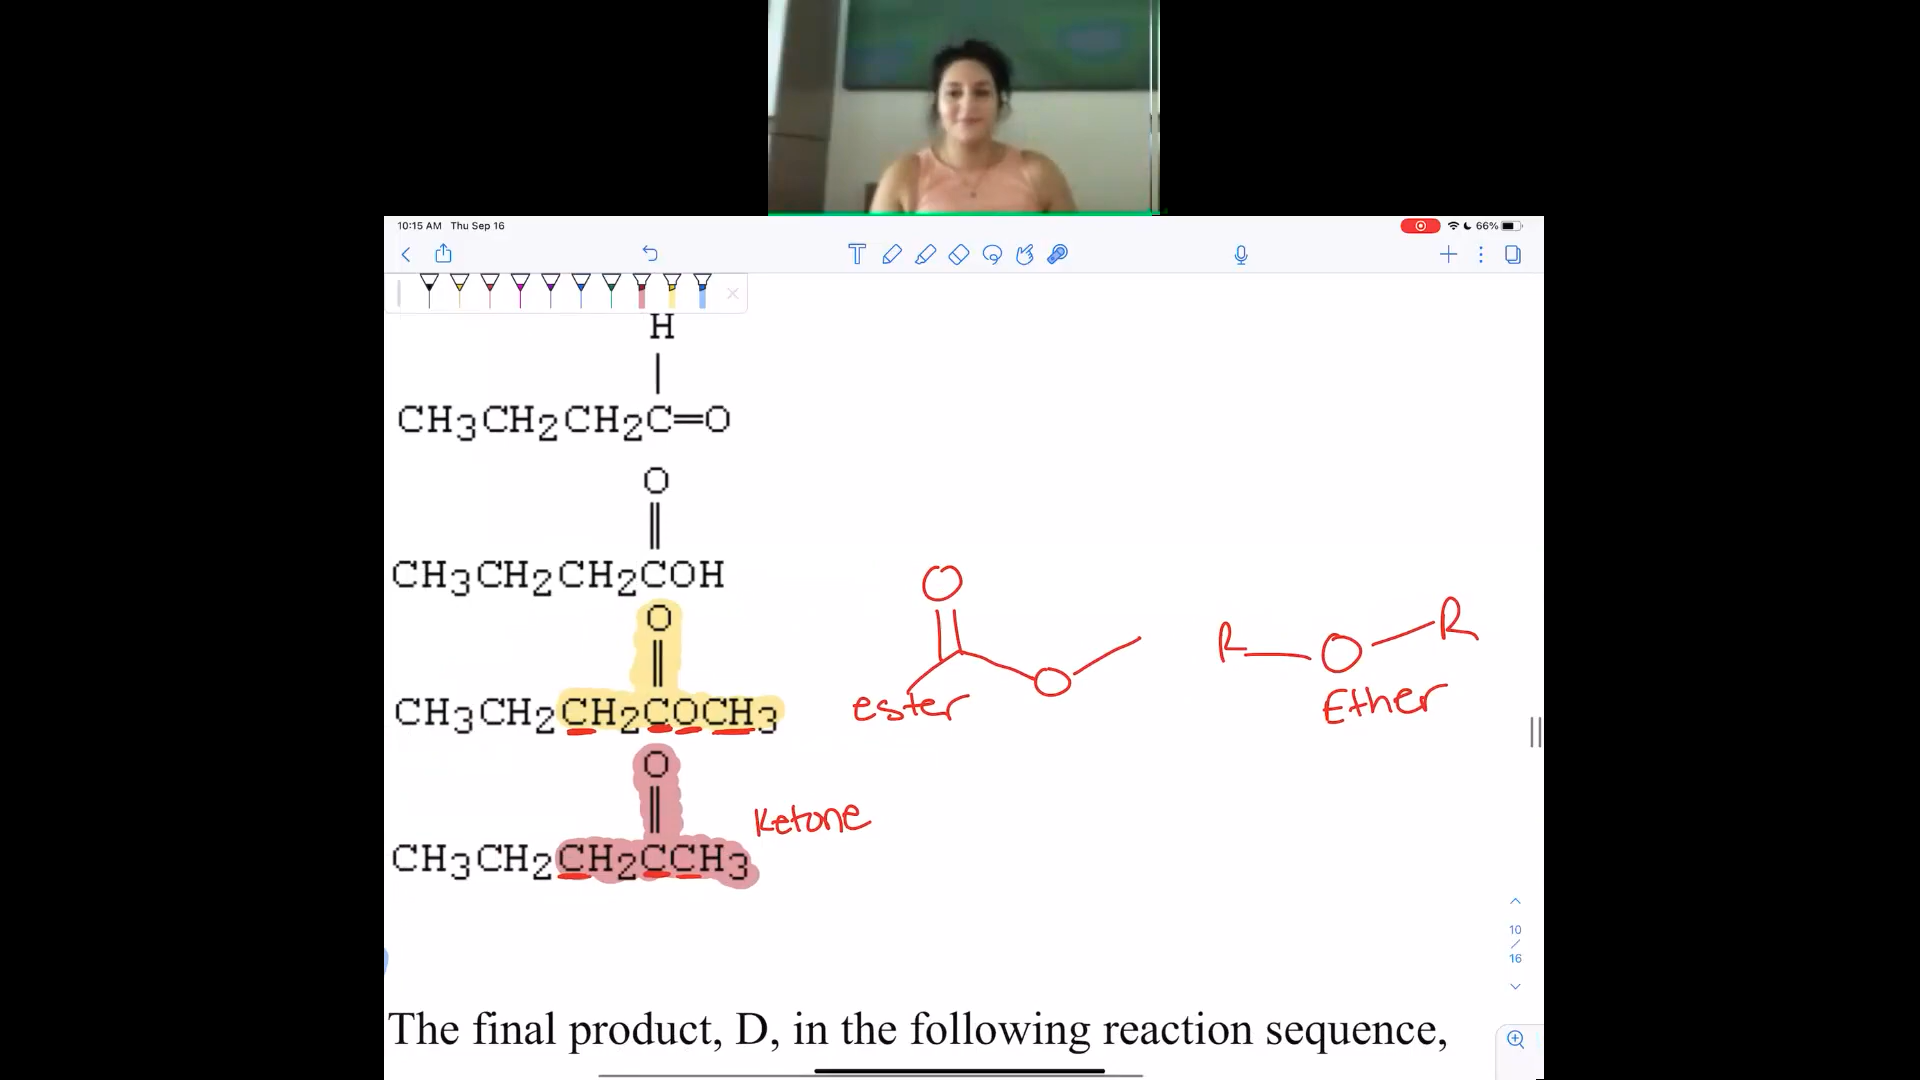 10:15 AM Thu Sep 16
66%
T
H
CH3CH2CH2C=O
O
CH3CH2CH2COH
O
CH3CH2CH2COCH3
O
CH3CH2CH2CCH3
O
O
ester
R O R
Ether
Ketone
10
/
16
The final product, D, in the following reaction sequence,